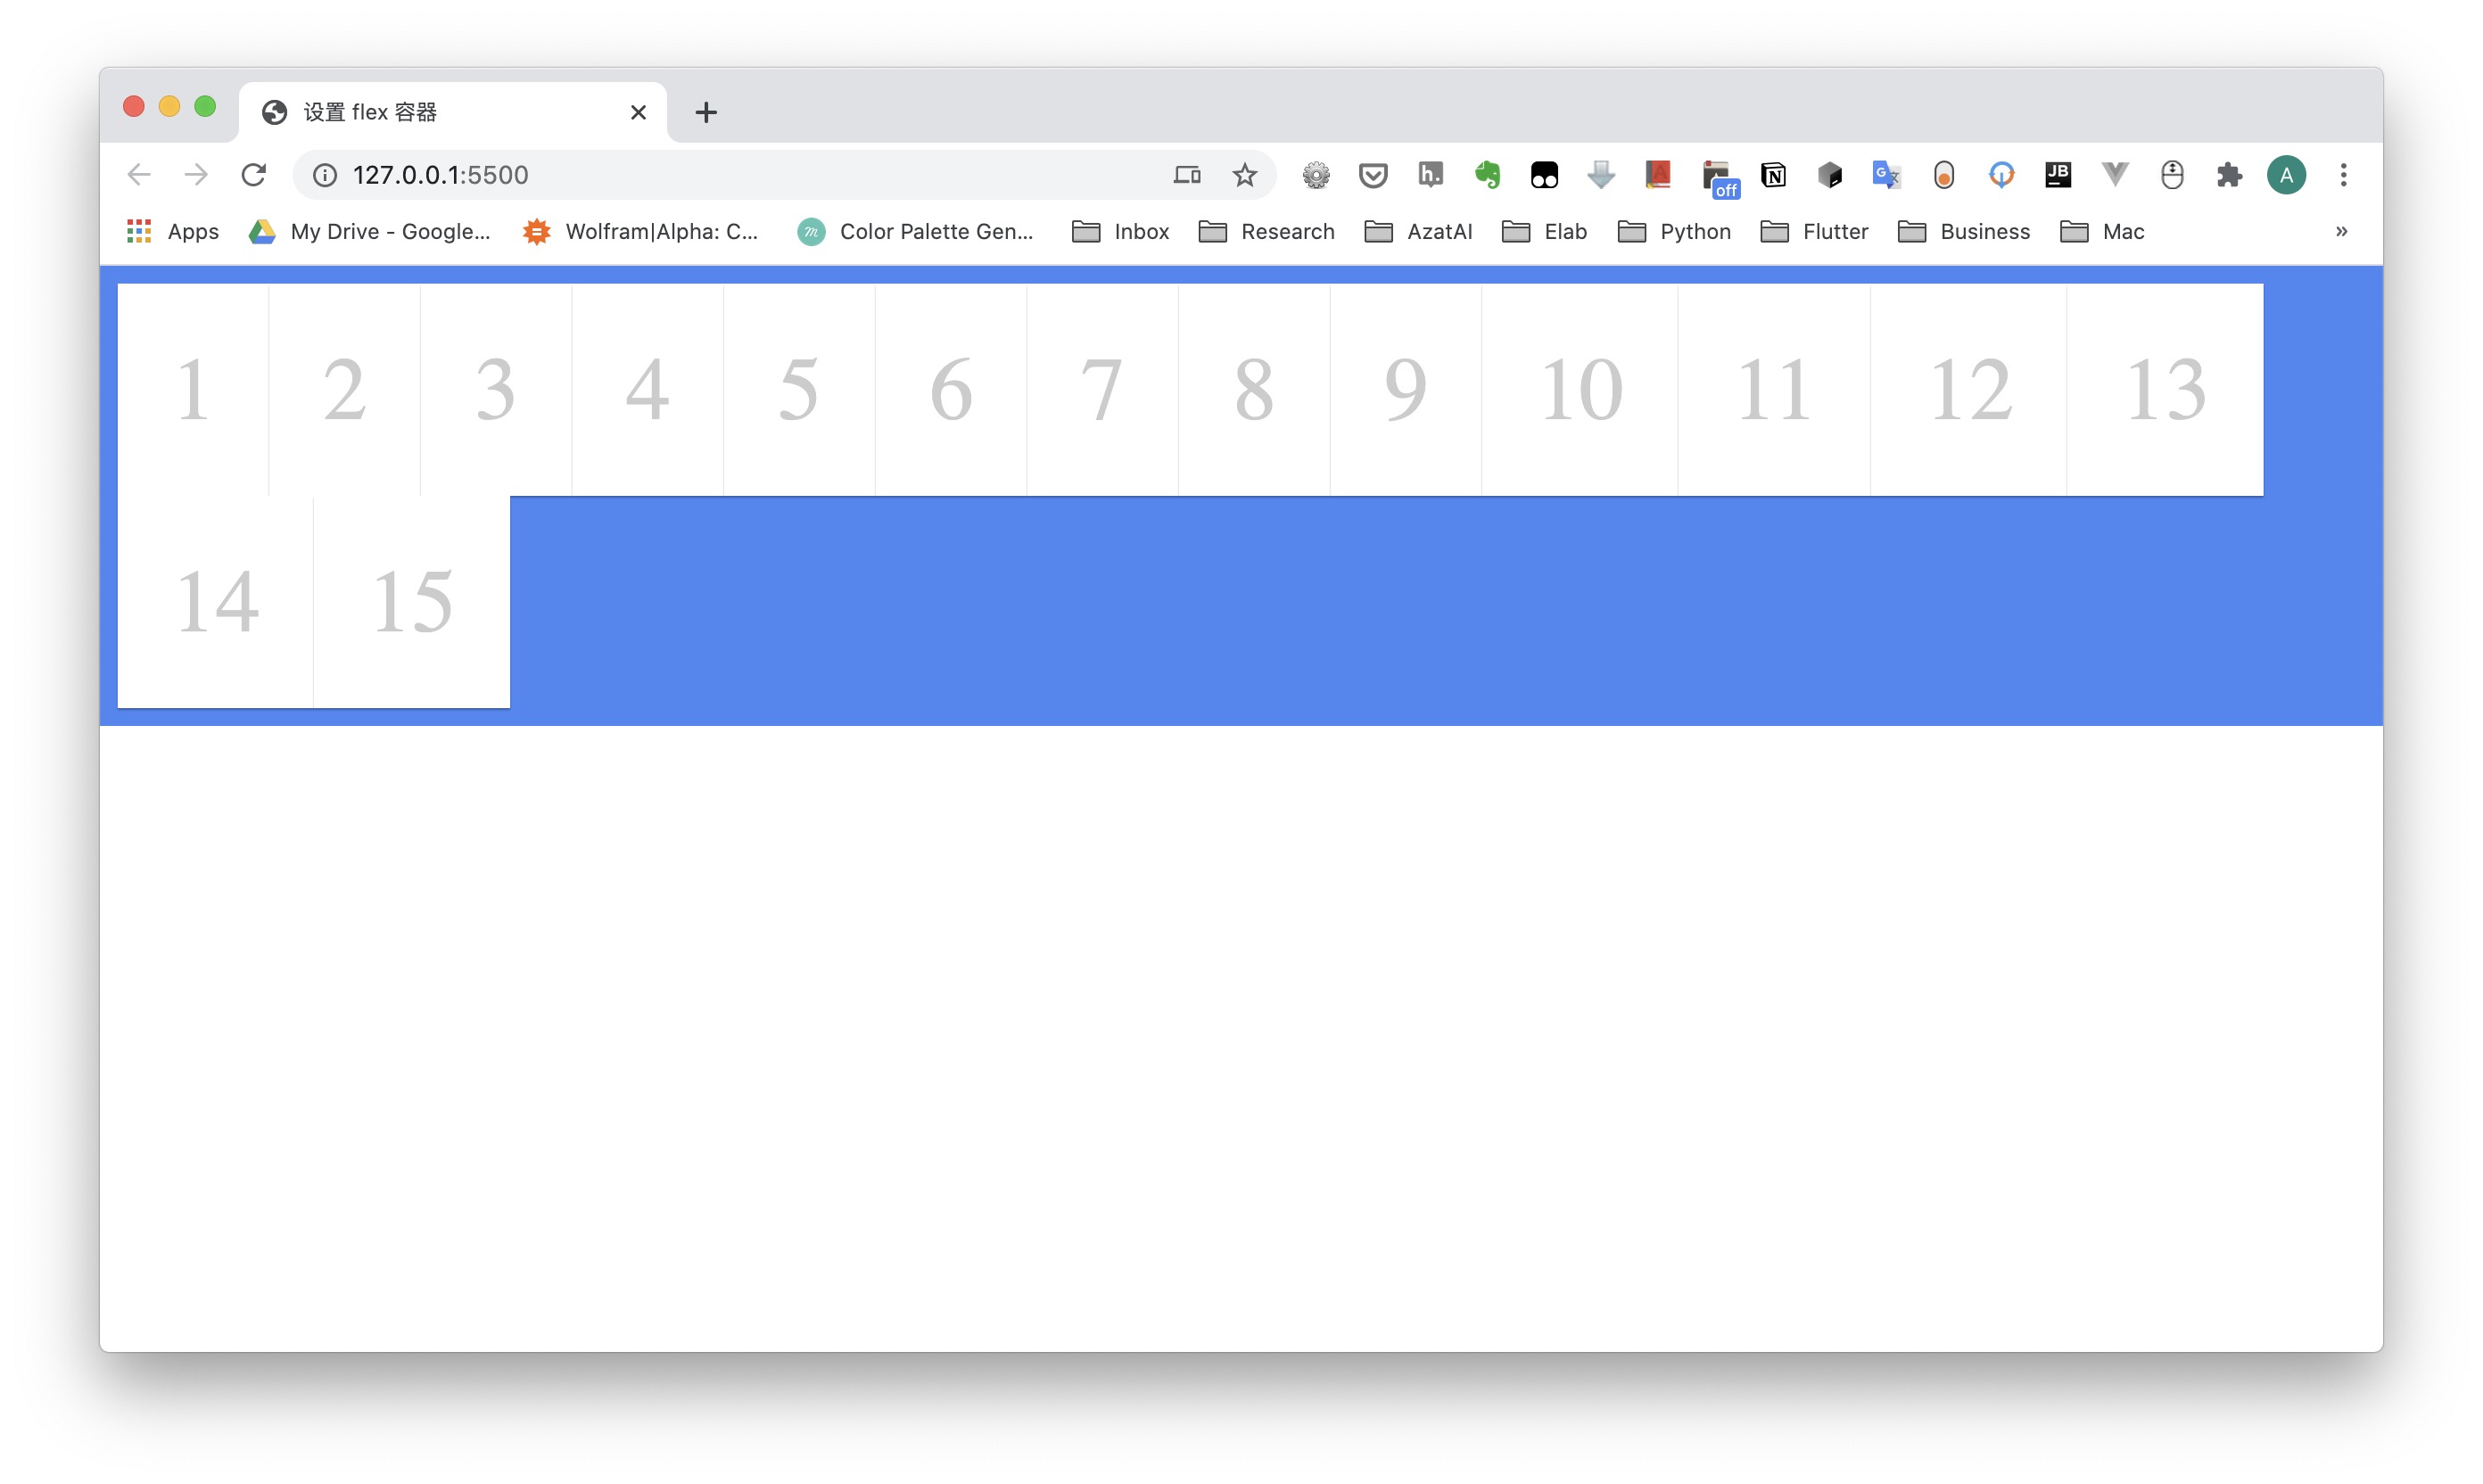 设置 flex 容器
127.0.0.1:5500
h.
off
N
G 文
JB
A
Apps My Drive - Google... Wolfram|Alpha: C... m Color Palette Gen... Inbox Research AzatAI Elab Python Flutter Business Mac »
1 2 3 4 5 6 7 8 9 10 11 12 13
14 15